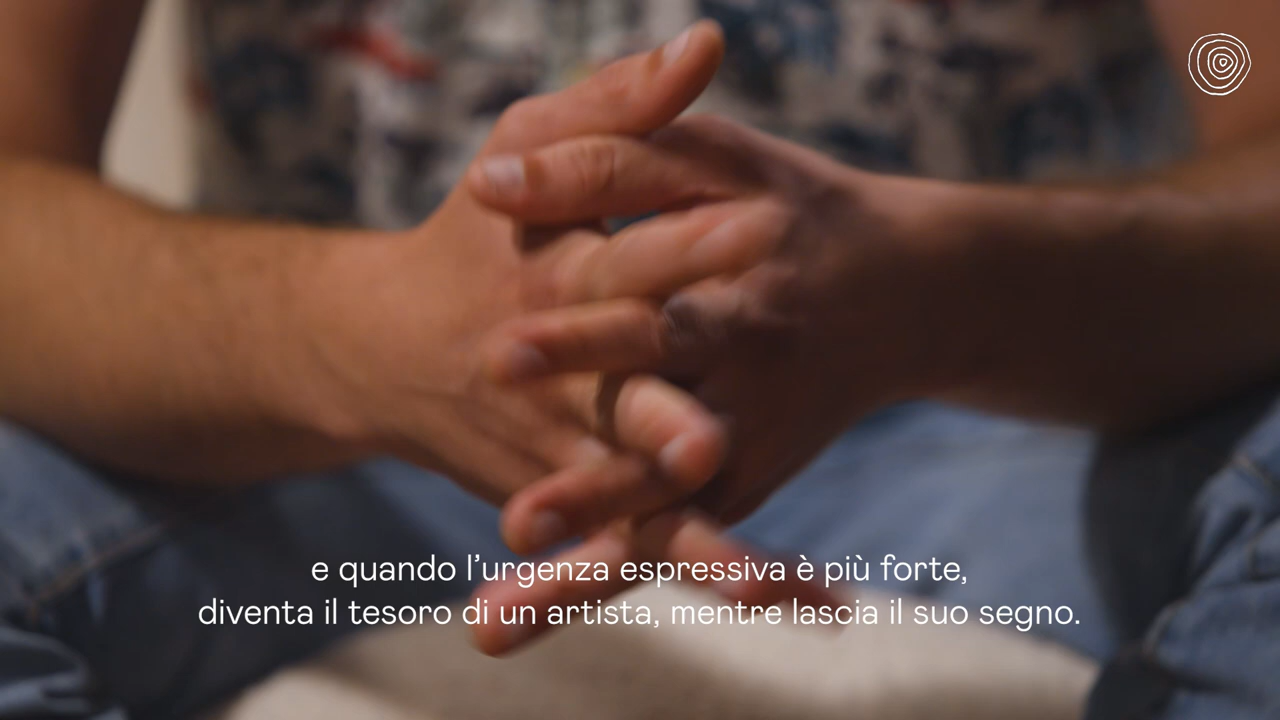 e quando l’urgenza espressiva è più forte,
diventa il tesoro di un artista, mentre lascia il suo segno.